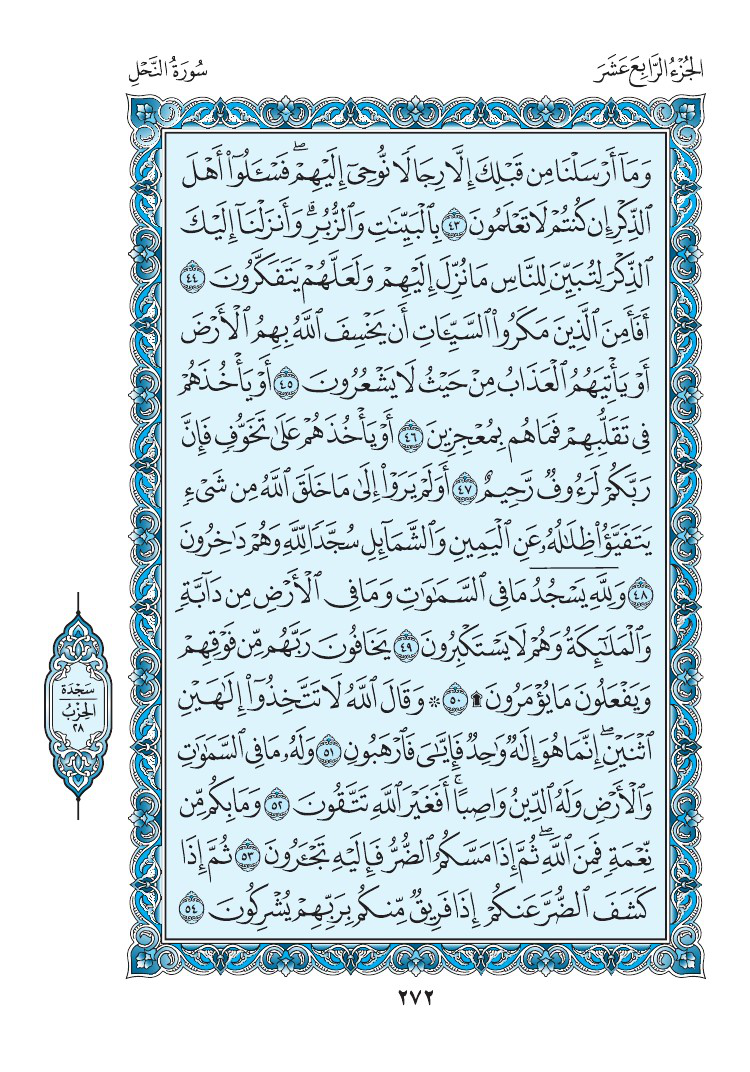 الجُزْءُ الرَّابِعَ عَشَرَ
سُورَةُ النَّحْلِ
وَمَآ أَرْسَلْنَا مِن قَبْلِكَ إِلَّا رِجَالًا نُّوحِىٓ إِلَيْهِمْۖ فَسْـَٔلُوٓا۟ أَهْلَ
ٱلذِّكْرِ إِن كُنتُمْ لَا تَعْلَمُونَ ٤٣ بِٱلْبَيِّنَـٰتِ وَٱلزُّبُرِۗ وَأَنزَلْنَآ إِلَيْكَ
ٱلذِّكْرَ لِتُبَيِّنَ لِلنَّاسِ مَا نُزِّلَ إِلَيْهِمْ وَلَعَلَّهُمْ يَتَفَكَّرُونَ ٤٤
أَفَأَمِنَ ٱلَّذِينَ مَكَرُوا۟ ٱلسَّيِّـَٔاتِ أَن يَخْسِفَ ٱللَّهُ بِهِمُ ٱلْأَرْضَ
أَوْ يَأْتِيَهُمُ ٱلْعَذَابُ مِنْ حَيْثُ لَا يَشْعُرُونَ ٤٥ أَوْ يَأْخُذَهُمْ
فِى تَقَلُّبِهِمْ فَمَا هُم بِمُعْجِزِينَ ٤٦ أَوْ يَأْخُذَهُمْ عَلَىٰ تَخَوُّفٍ فَإِنَّ
رَبَّكُمْ لَرَءُوفٌ رَّحِيمٌ ٤٧ أَوَلَمْ يَرَوْا۟ إِلَىٰ مَا خَلَقَ ٱللَّهُ مِن شَىْءٍ
يَتَفَيَّؤُا۟ ظِلَـٰلُهُۥ عَنِ ٱلْيَمِينِ وَٱلشَّمَآئِلِ سُجَّدًا لِّلَّهِ وَهُمْ دَٰخِرُونَ
٤٨ وَلِلَّهِ يَسْجُدُ مَا فِى ٱلسَّمَـٰوَٰتِ وَمَا فِى ٱلْأَرْضِ مِن دَآبَّةٍ
وَٱلْمَلَـٰٓئِكَةُ وَهُمْ لَا يَسْتَكْبِرُونَ ٤٩ يَخَافُونَ رَبَّهُم مِّن فَوْقِهِمْ
وَيَفْعَلُونَ مَا يُؤْمَرُونَ ۩ ٥٠ ۞ وَقَالَ ٱللَّهُ لَا تَتَّخِذُوٓا۟ إِلَـٰهَيْنِ
ٱثْنَيْنِۖ إِنَّمَا هُوَ إِلَـٰهٌ وَٰحِدٌ فَإِيَّـٰىَ فَٱرْهَبُونِ ٥١ وَلَهُۥ مَا فِى ٱلسَّمَـٰوَٰتِ
وَٱلْأَرْضِ وَلَهُ ٱلدِّينُ وَاصِبًاۚ أَفَغَيْرَ ٱللَّهِ تَتَّقُونَ ٥٢ وَمَا بِكُم مِّن
نِّعْمَةٍ فَمِنَ ٱللَّهِۖ ثُمَّ إِذَا مَسَّكُمُ ٱلضُّرُّ فَإِلَيْهِ تَجْـَٔرُونَ ٥٣ ثُمَّ إِذَا
كَشَفَ ٱلضُّرَّ عَنكُمْ إِذَا فَرِيقٌ مِّنكُم بِرَبِّهِمْ يُشْرِكُونَ ٥٤
سَجْدَة
الحِزْبُ
٢٨
٢٧٢